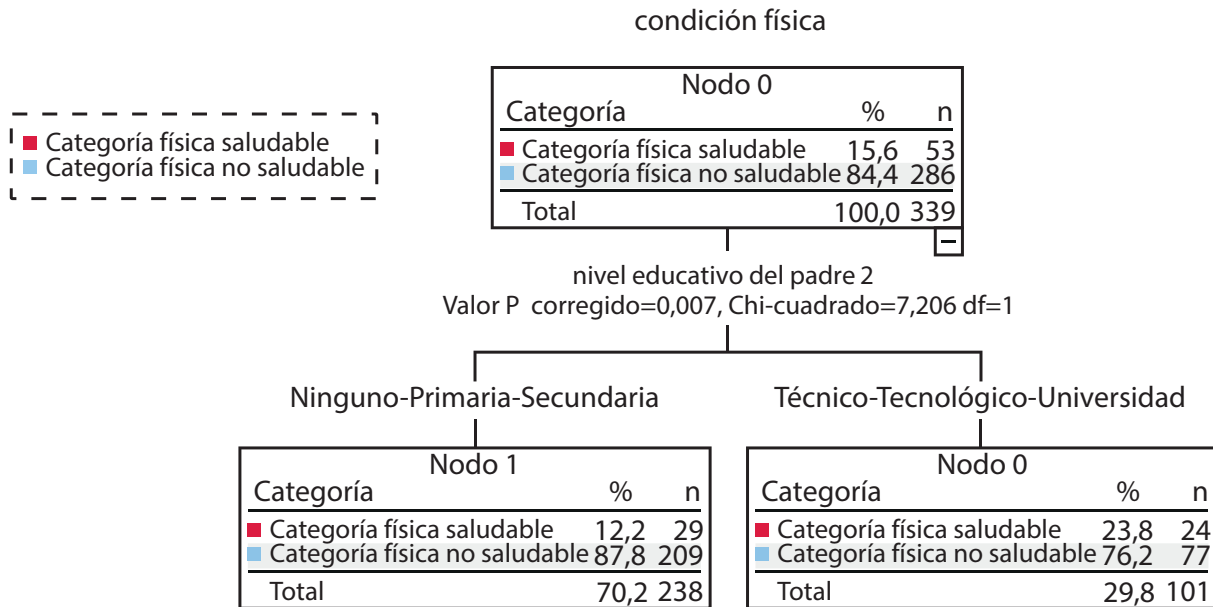 condición física
Categoría física saludable
Categoría física no saludable
Nodo 0
Categoría % n
Categoría física saludable 15,6 53
Categoría física no saludable 84,4 286
Total 100,0 339
nivel educativo del padre 2
Valor P corregido=0,007, Chi-cuadrado=7,206 df=1
Ninguno-Primaria-Secundaria
Nodo 1
Categoría % n
Categoría física saludable 12,2 29
Categoría física no saludable 87,8 209
Total 70,2 238
Técnico-Tecnológico-Universidad
Nodo 0
Categoría % n
Categoría física saludable 23,8 24
Categoría física no saludable 76,2 77
Total 29,8 101